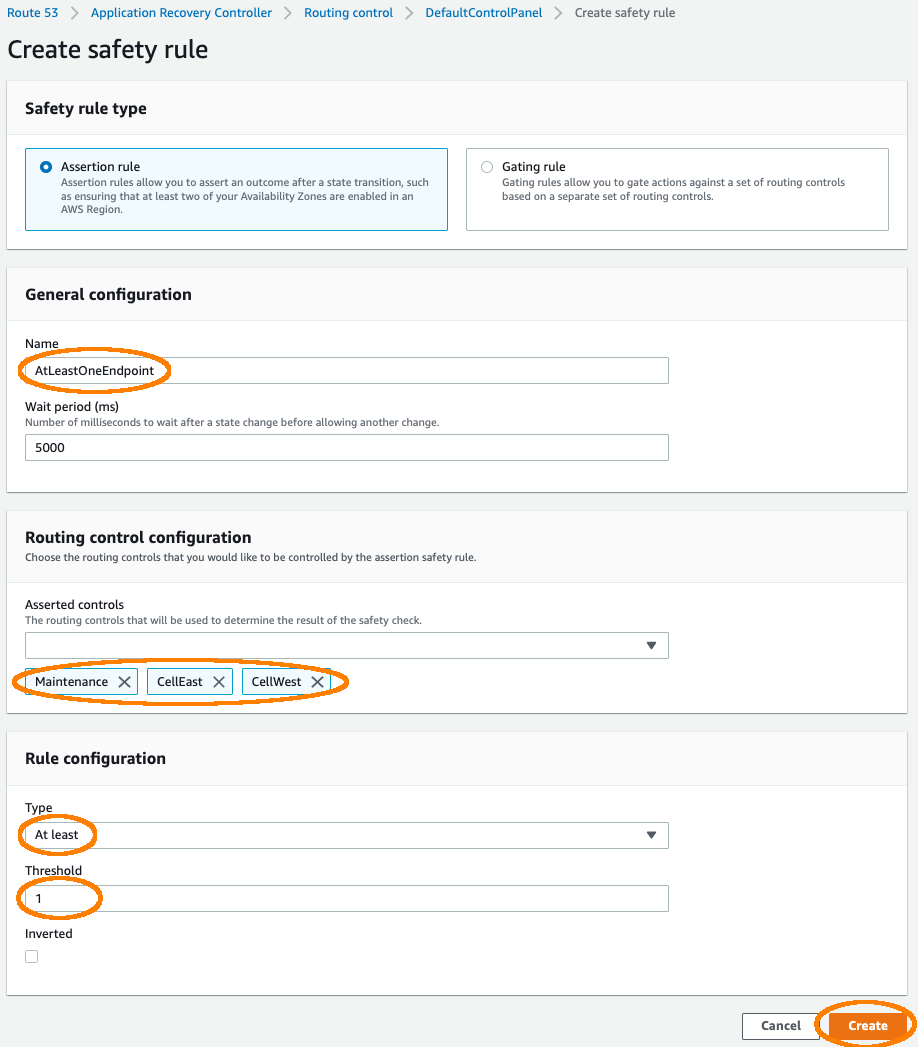 Route 53 > Application Recovery Controller > Routing control > DefaultControlPanel > Create safety rule
Create safety rule
Safety rule type
Assertion rule
Assertion rules allow you to assert an outcome after a state transition, such
as ensuring that at least two of your Availability Zones are enabled in an
AWS Region.
Gating rule
Gating rules allow you to gate actions against a set of routing controls
based on a separate set of routing controls.
General configuration
Name
AtLeastOneEndpoint
Wait period (ms)
Number of milliseconds to wait after a state change before allowing another change.
5000
Routing control configuration
Choose the routing controls that you would like to be controlled by the assertion safety rule.
Asserted controls
The routing controls that will be used to determine the result of the safety check.
Maintenance CellEast CellWest
Rule configuration
Type
At least
Threshold
1
Inverted
Cancel Create